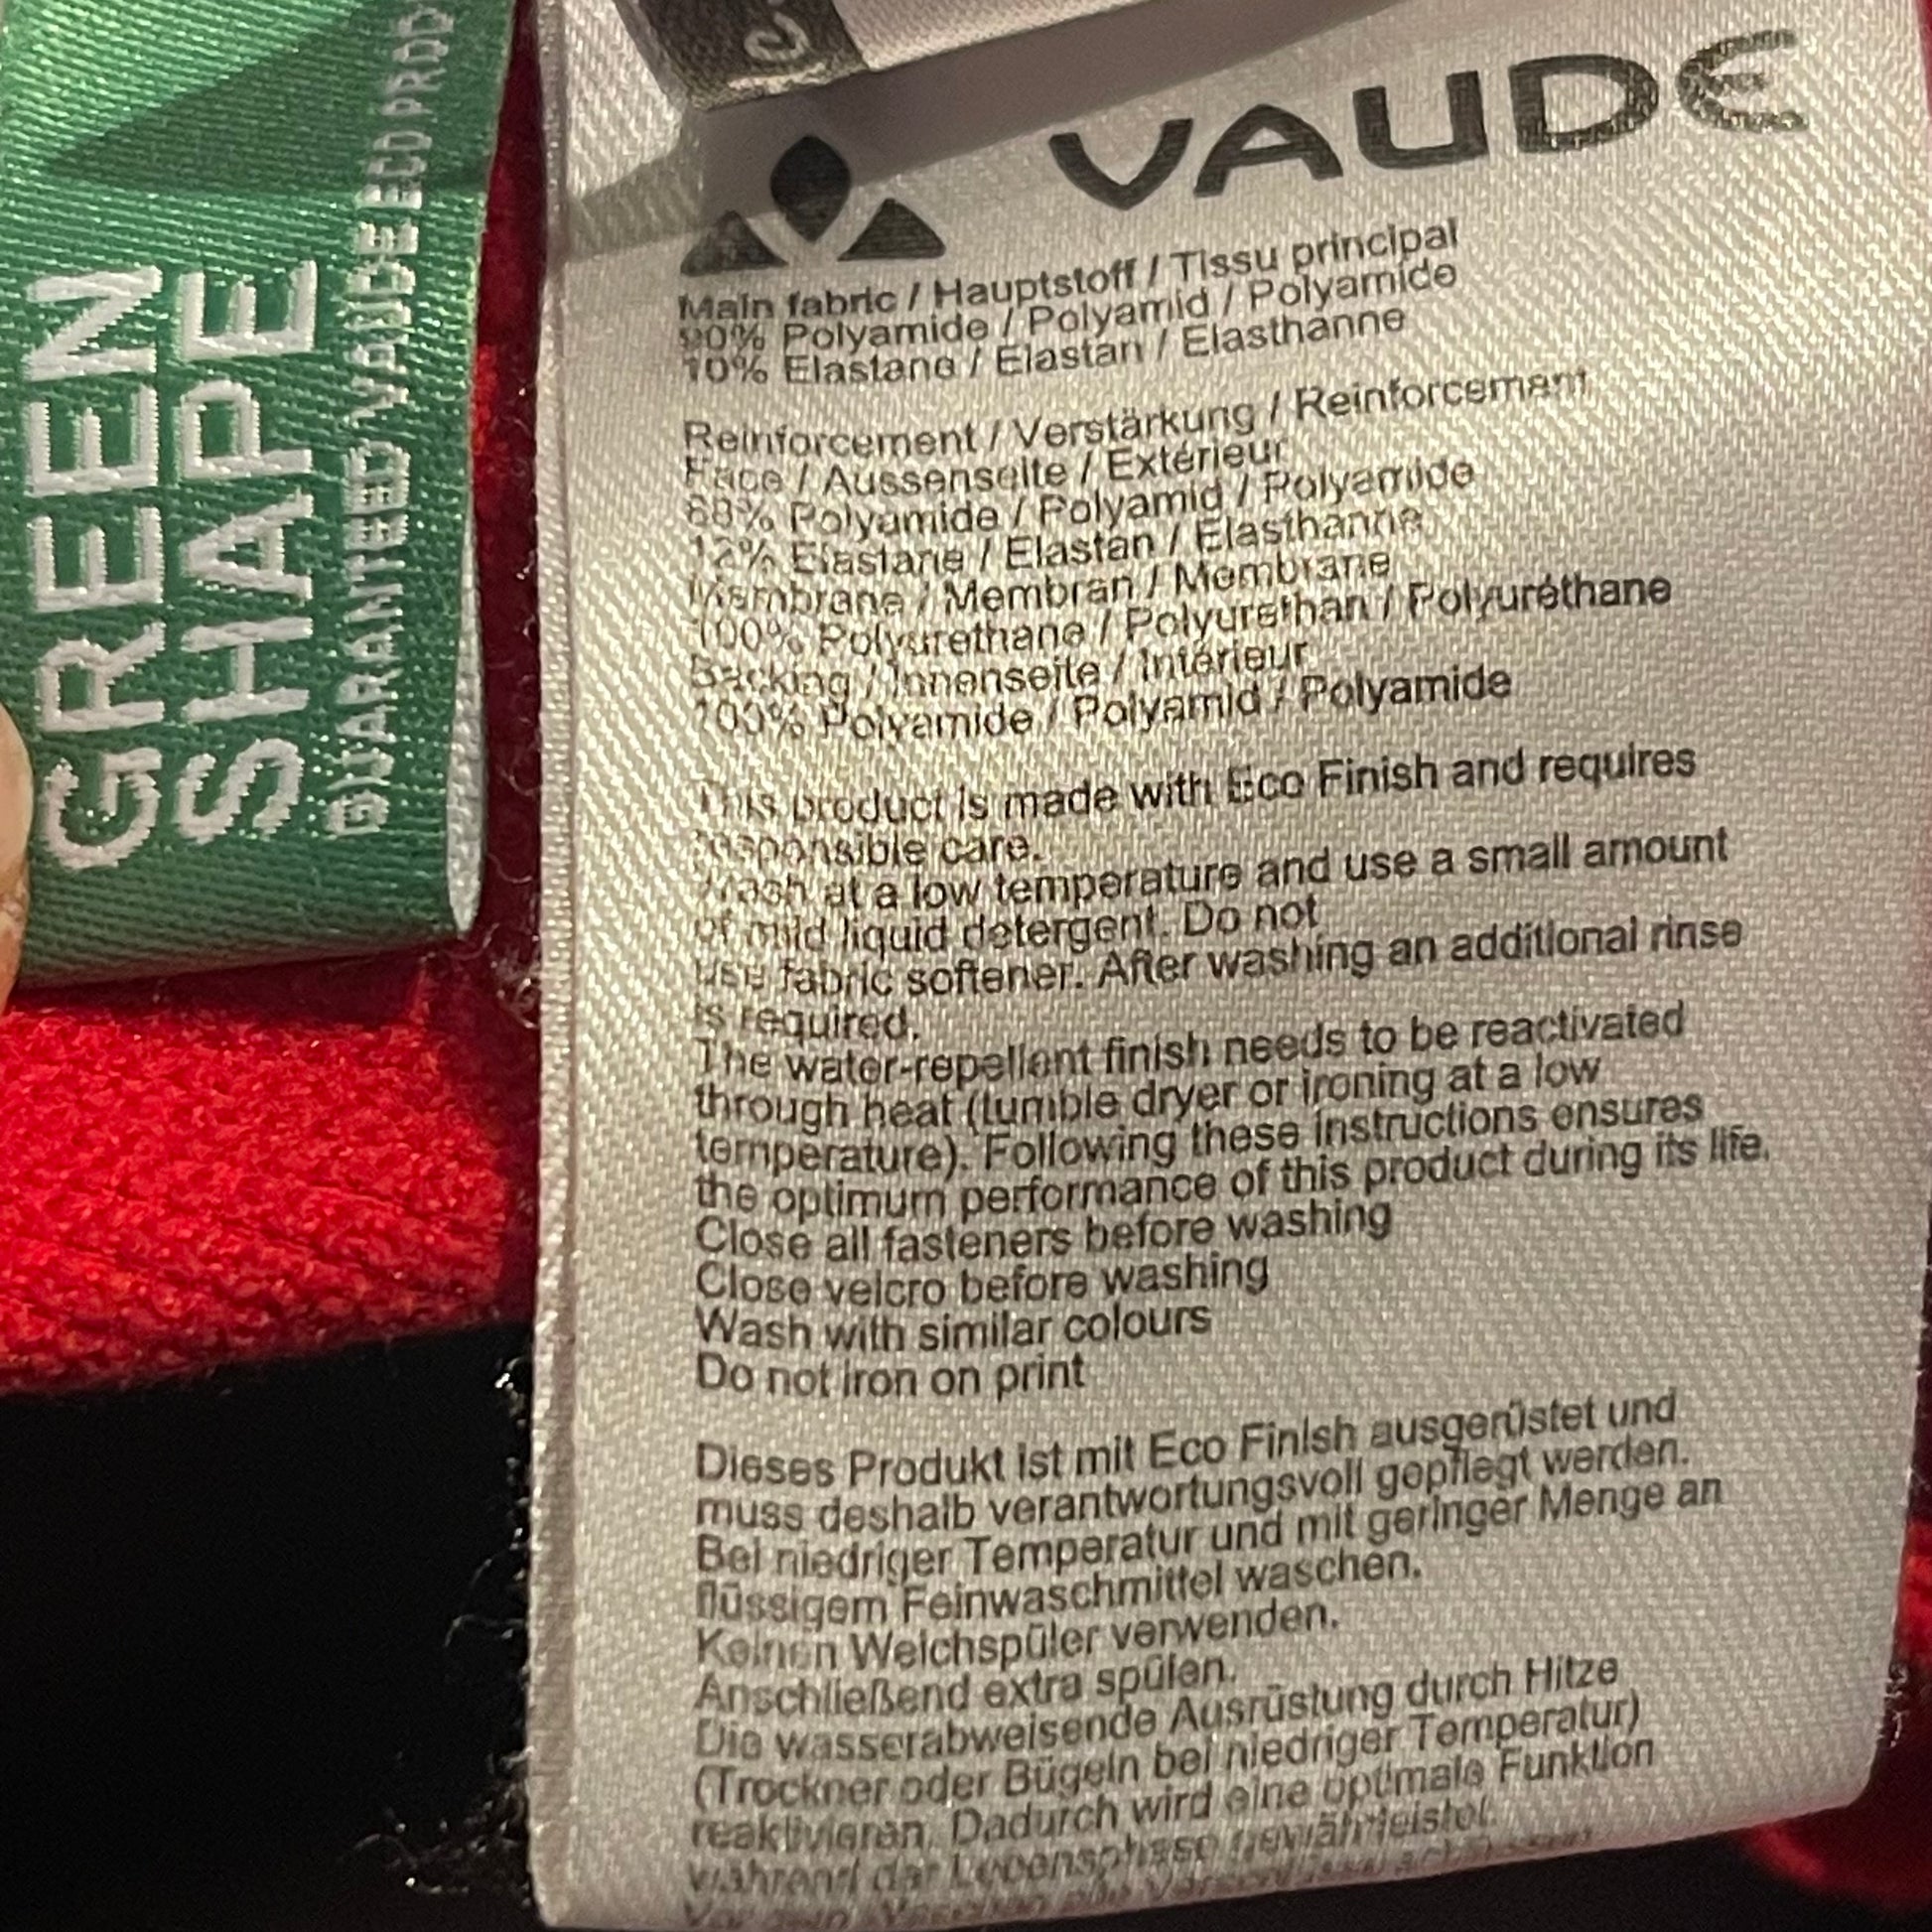 GREEN
SHAPE
GUARANTEED VAUDE ECO PROD
VAUDE
Main fabric / Hauptstoff / Tissu principal
90% Polyamide / Polyamid / Polyamide
10% Elastane / Elastan / Elasthanne
Reinforcement / Verstärkung / Reinforcement
Face / Aussenseite / Extérieur
88% Polyamide / Polyamid / Polyamide
12% Elastane / Elastan / Elasthanne
Membrane / Membran / Membrane
100% Polyurethane / Polyurethan / Polyuréthane
Backing / Innenseite / Intérieur
100% Polyamide / Polyamid / Polyamide
This product is made with Eco Finish and requires
responsible care.
Wash at a low temperature and use a small amount
of mild liquid detergent. Do not
use fabric softener. After washing an additional rinse
is required.
The water-repellent finish needs to be reactivated
through heat (tumble dryer or ironing at a low
temperature). Following these instructions ensures
the optimum performance of this product during its life.
Close all fasteners before washing
Close velcro before washing
Wash with similar colours
Do not iron on print
Dieses Produkt ist mit Eco Finish ausgerüstet und
muss deshalb verantwortungsvoll gepflegt werden.
Bei niedriger Temperatur und mit geringer Menge an
flüssigem Feinwaschmittel waschen.
Keinen Weichspüler verwenden.
Anschließend extra spülen.
Die wasserabweisende Ausrüstung durch Hitze
(Trockner oder Bügeln bei niedriger Temperatur)
reaktivieren. Dadurch wird eine optimale Funktion
während der Lebensphase gewährleistet.